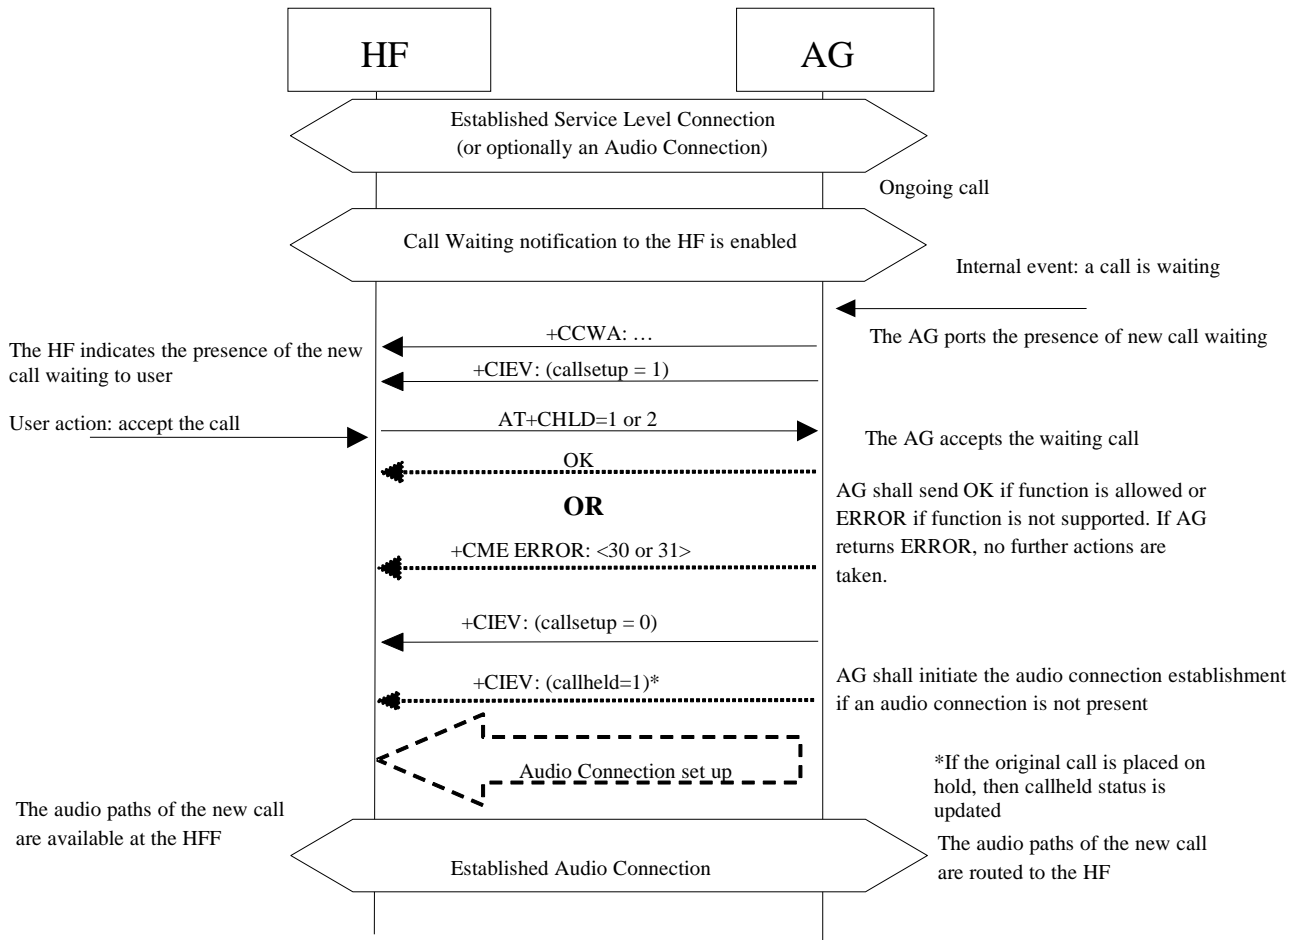 HF
AG
Established Service Level Connection
(or optionally an Audio Connection)
Ongoing call
Call Waiting notification to the HF is enabled
Internal event: a call is waiting
+CCWA: …
The AG ports the presence of new call waiting
The HF indicates the presence of the new
call waiting to user
+CIEV: (callsetup = 1)
User action: accept the call
AT+CHLD=1 or 2
The AG accepts the waiting call
OK
AG shall send OK if function is allowed or
ERROR if function is not supported. If AG
returns ERROR, no further actions are
taken.
OR
+CME ERROR: <30 or 31>
+CIEV: (callsetup = 0)
+CIEV: (callheld=1)*
AG shall initiate the audio connection establishment
if an audio connection is not present
Audio Connection set up
*If the original call is placed on
hold, then callheld status is
updated
The audio paths of the new call
are available at the HFF
The audio paths of the new call
are routed to the HF
Established Audio Connection